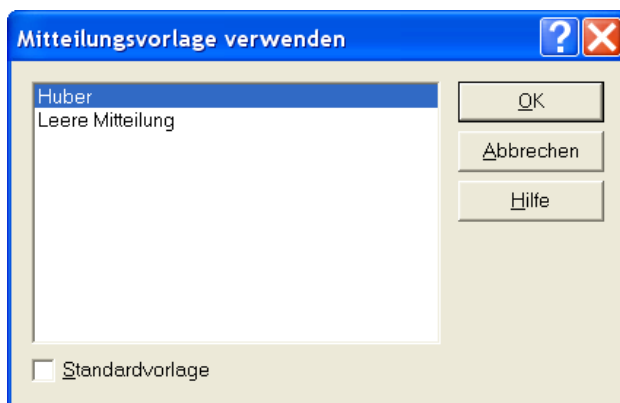 Mitteilungsvorlage verwenden
Huber
Leere Mitteilung
OK
Abbrechen
Hilfe
Standardvorlage